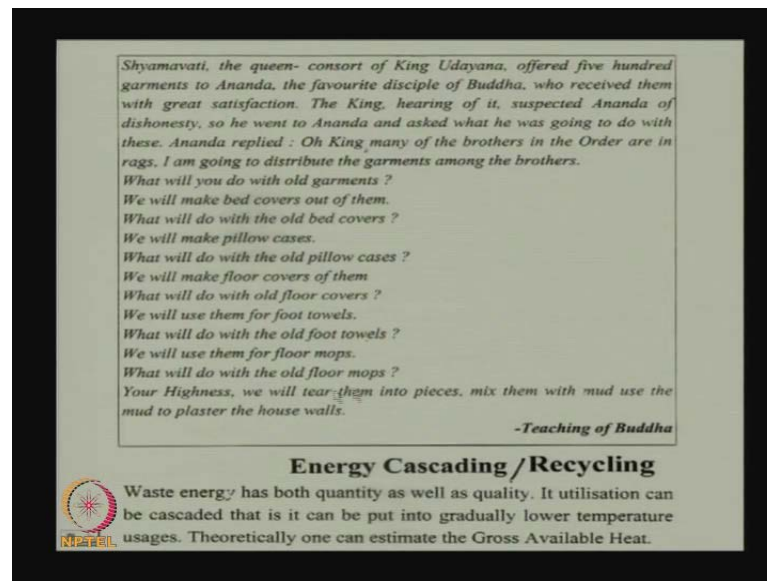 Shyamavati, the queen- consort of King Udayana, offered five hundred
garments to Ananda, the favourite disciple of Buddha, who received them
with great satisfaction. The King, hearing of it, suspected Ananda of
dishonesty, so he went to Ananda and asked what he was going to do with
these. Ananda replied : Oh King, many of the brothers in the Order are in
rags, I am going to distribute the garments among the brothers.
What will you do with old garments ?
We will make bed covers out of them.
What will do with the old bed covers ?
We will make pillow cases.
What will do with the old pillow cases ?
We will make floor covers of them
What will do with old floor covers ?
We will use them for foot towels.
What will do with the old foot towels ?
We will use them for floor mops.
What will do with the old floor mops ?
Your Highness, we will tear them into pieces, mix them with mud use the
mud to plaster the house walls.
-Teaching of Buddha
Energy Cascading/Recycling
Waste energy has both quantity as well as quality. It utilisation can
be cascaded that is it can be put into gradually lower temperature
usages. Theoretically one can estimate the Gross Available Heat.
NPTEL